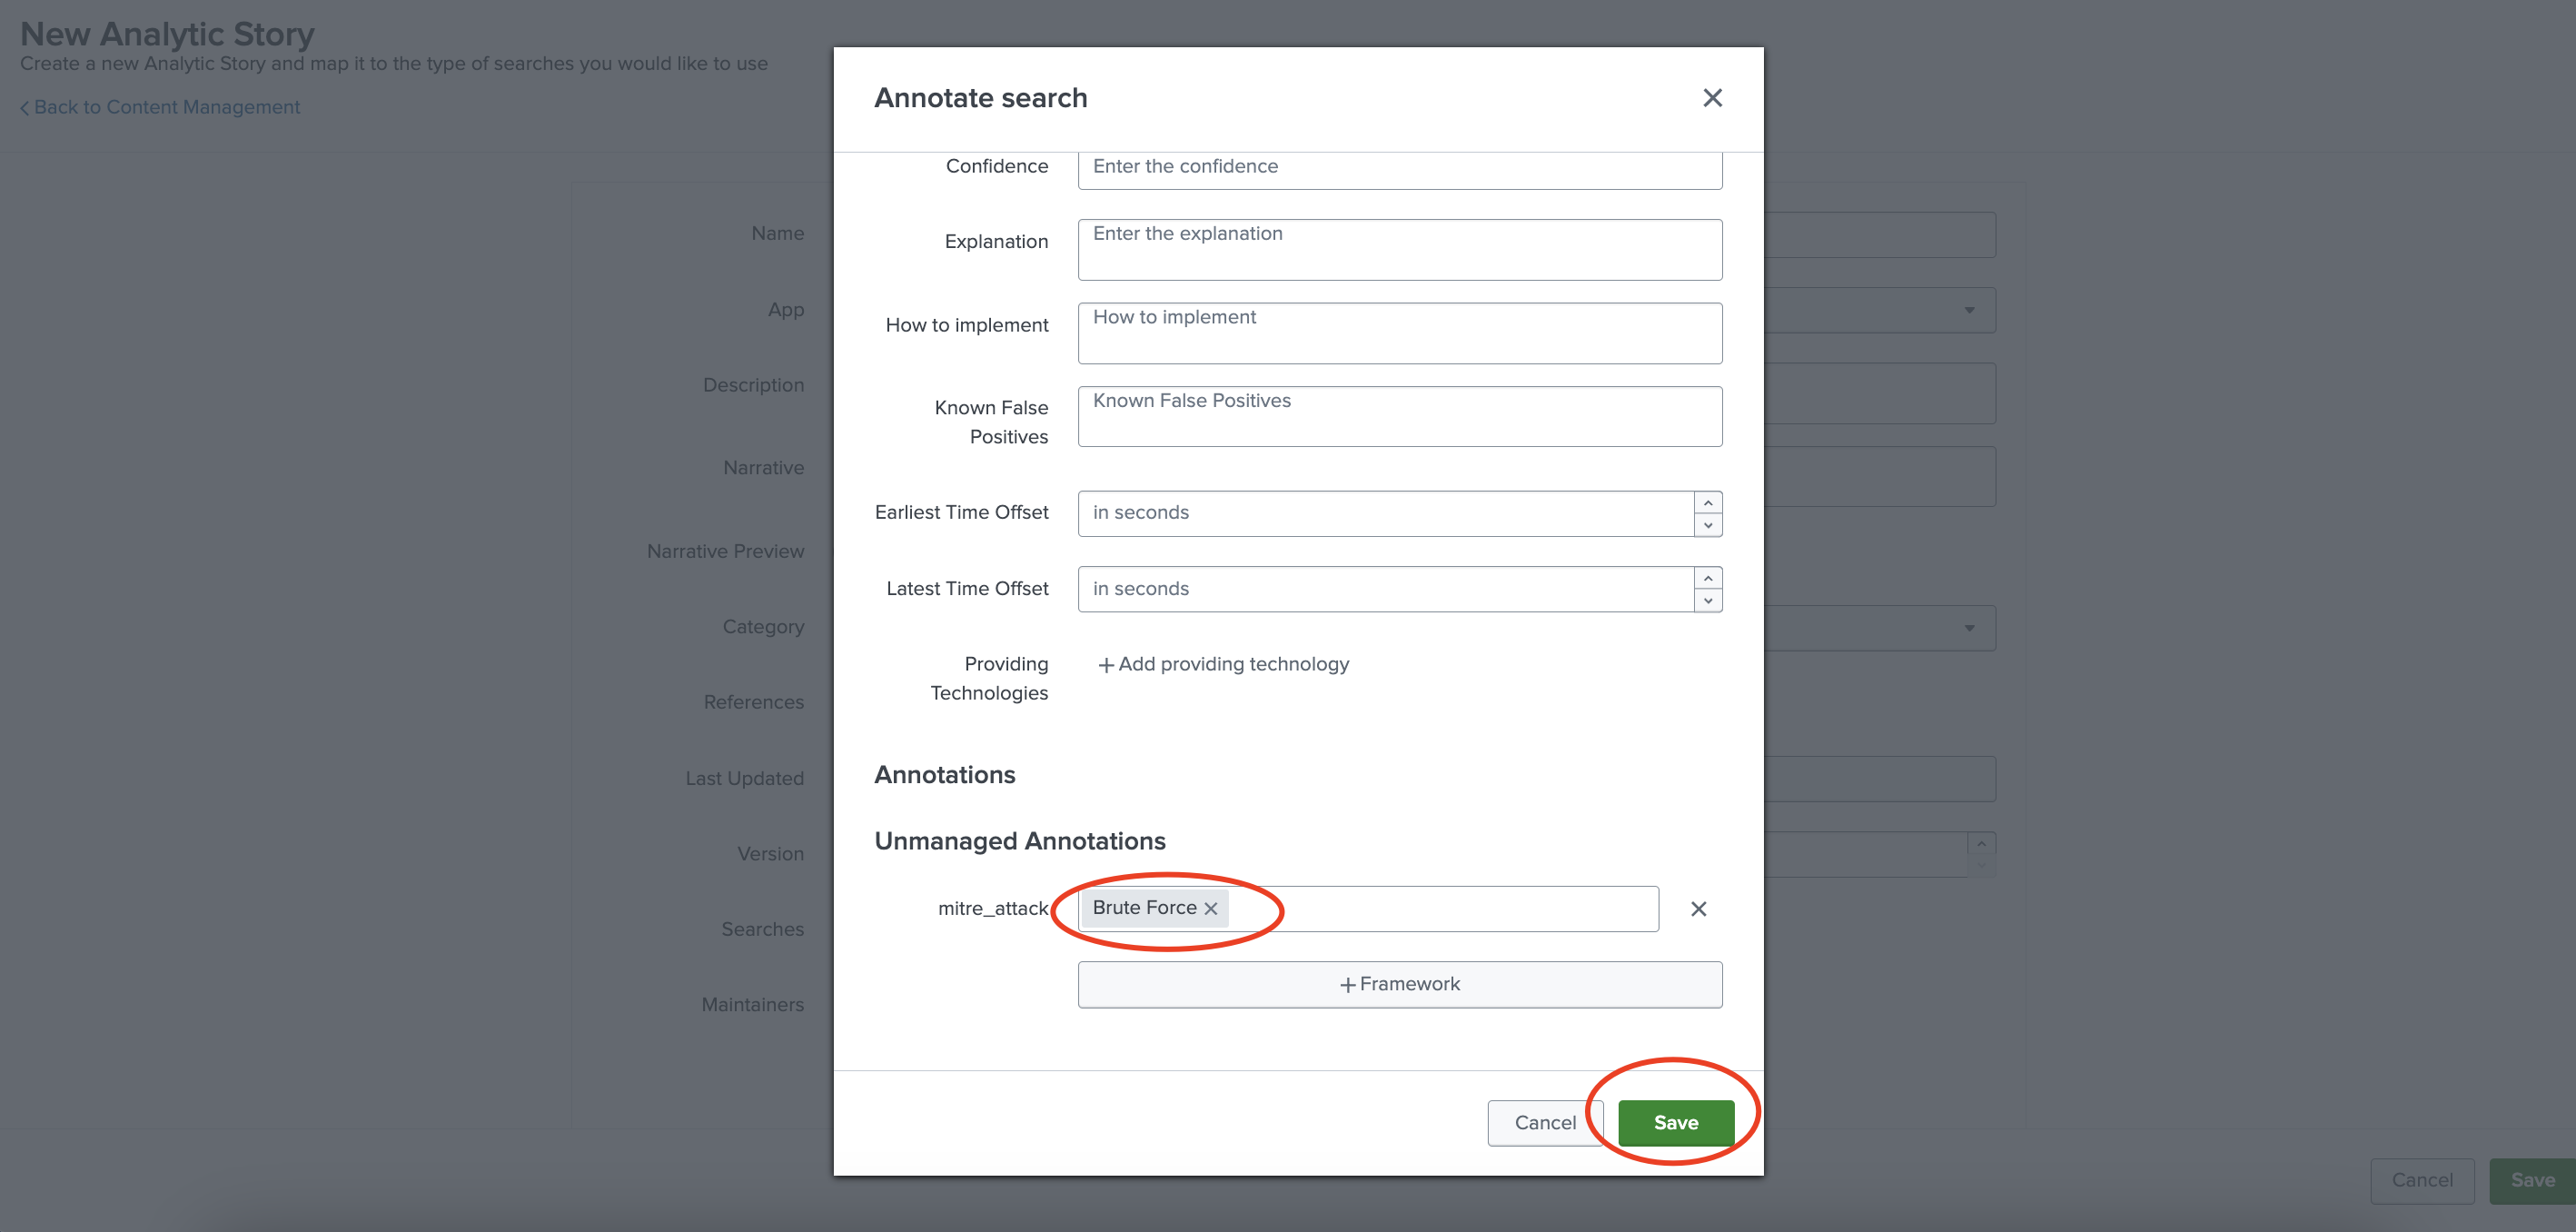 New Analytic Story
Create a new Analytic Story and map it to the type of searches you would like to use
Back to Content Management
Name
App
Description
Narrative
Narrative Preview
Category
References
Last Updated
Version
Searches
Maintainers
Annotate search
Confidence
Enter the confidence
Explanation
Enter the explanation
How to implement
How to implement
Known False
Positives
Known False Positives
Earliest Time Offset
in seconds
Latest Time Offset
in seconds
Providing
Technologies
Add providing technology
Annotations
Unmanaged Annotations
mitre_attack
Brute Force
Framework
Cancel
Save
Cancel
Save